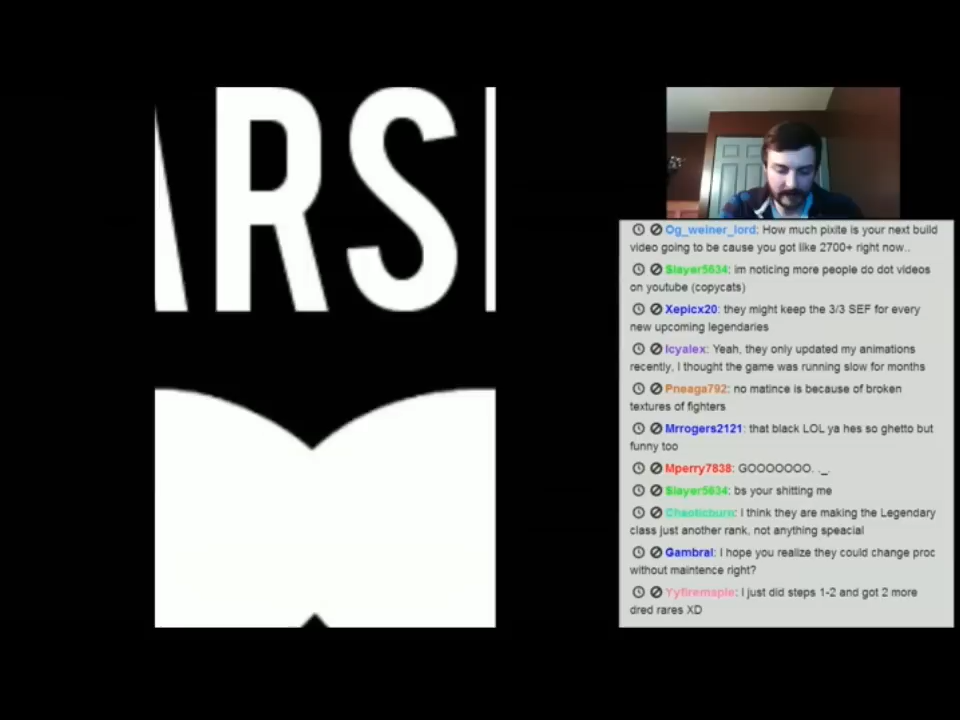 ARS
Og_weiner_lord: How much pixite is your next build
video going to be cause you got like 2700+ right now..
Slayer5634: im noticing more people do dot videos
on youtube (copycats)
Xepicx20: they might keep the 3/3 SEF for every
new upcoming legendaries
Icyalex: Yeah, they only updated my animations
recently, I thought the game was running slow for months
Pneaga792: no matince is because of broken
textures of fighters
Mrrogers2121: that black LOL ya hes so ghetto but
funny too
Mperry7838: GOOOOOOO. ._.
Slayer5634: bs your shitting me
Chaoticburn: I think they are making the Legendary
class just another rank, not anything speacial
Gambral: I hope you realize they could change proc
without maintence right?
Yyfiremsple: I just did steps 1-2 and got 2 more
dred rares XD